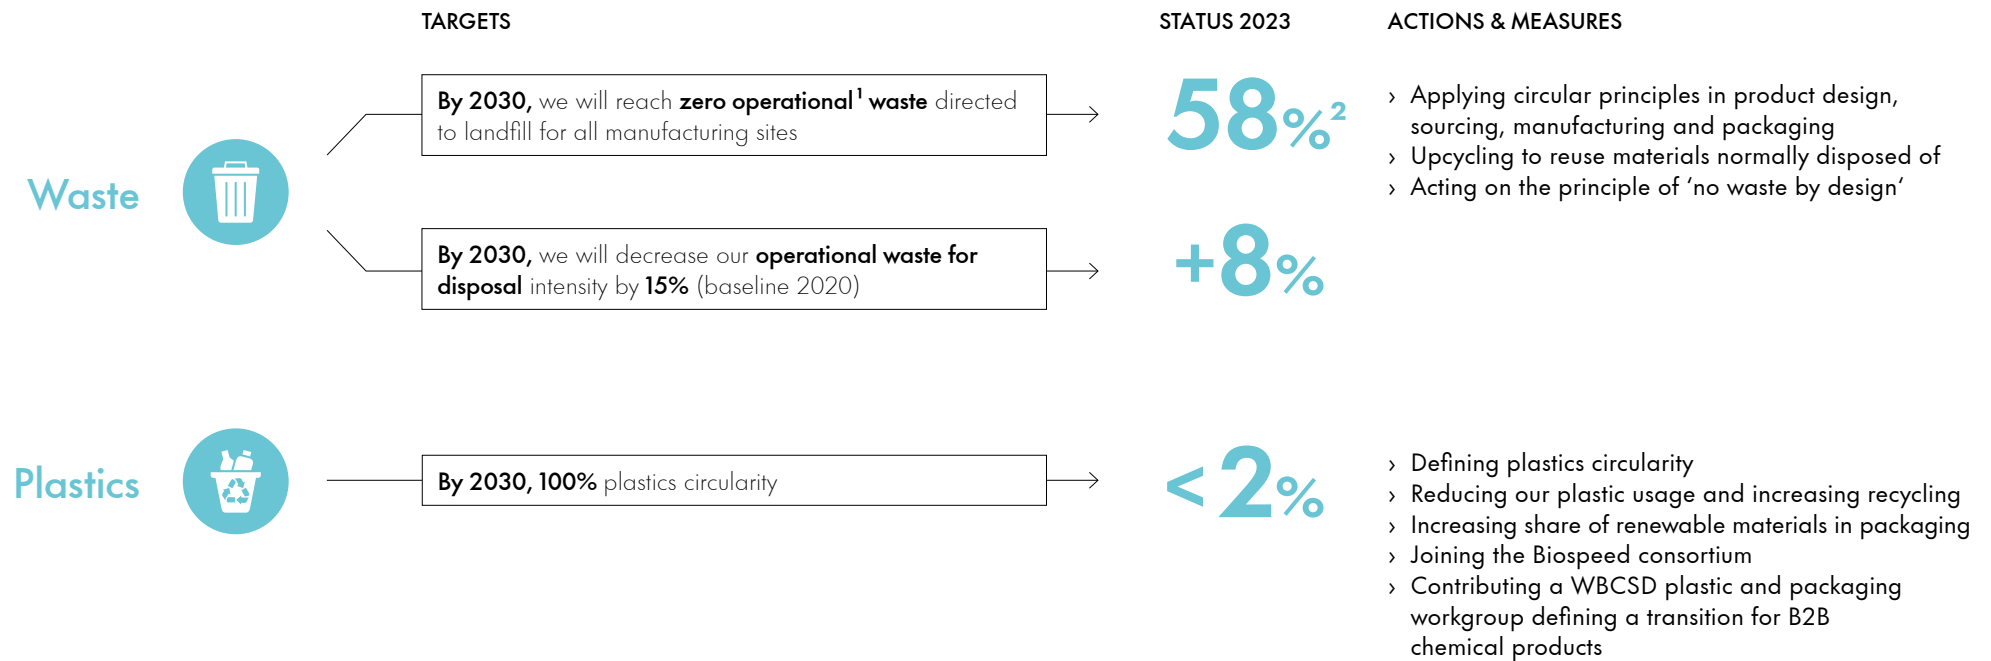 TARGETS
STATUS 2023
ACTIONS & MEASURES
Waste
By 2030, we will reach zero operational¹ waste directed
to landfill for all manufacturing sites
58%²
› Applying circular principles in product design,
sourcing, manufacturing and packaging
› Upcycling to reuse materials normally disposed of
› Acting on the principle of ‘no waste by design‘
By 2030, we will decrease our operational waste for
disposal intensity by 15% (baseline 2020)
+8%
Plastics
By 2030, 100% plastics circularity
<2%
› Defining plastics circularity
› Reducing our plastic usage and increasing recycling
› Increasing share of renewable materials in packaging
› Joining the Biospeed consortium
› Contributing a WBCSD plastic and packaging
workgroup defining a transition for B2B
chemical products